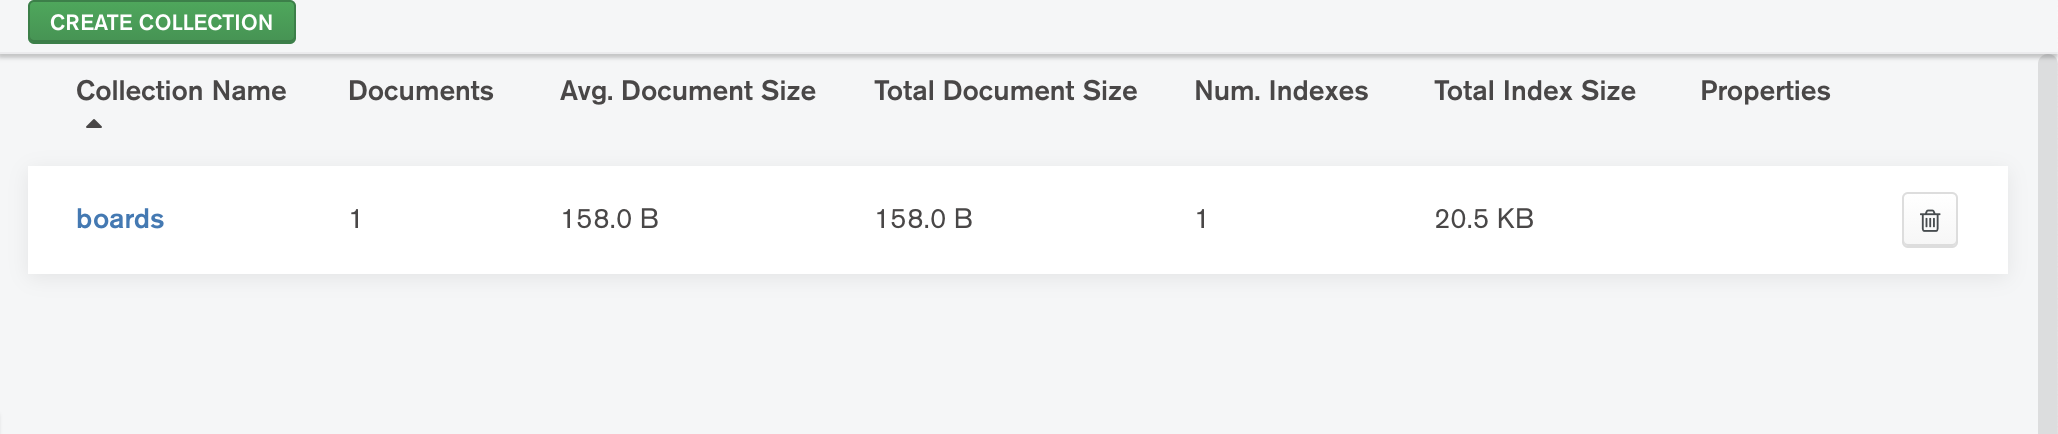 CREATE COLLECTION
Collection Name Documents Avg. Document Size Total Document Size Num. Indexes Total Index Size Properties
boards 1 158.0 B 158.0 B 1 20.5 KB